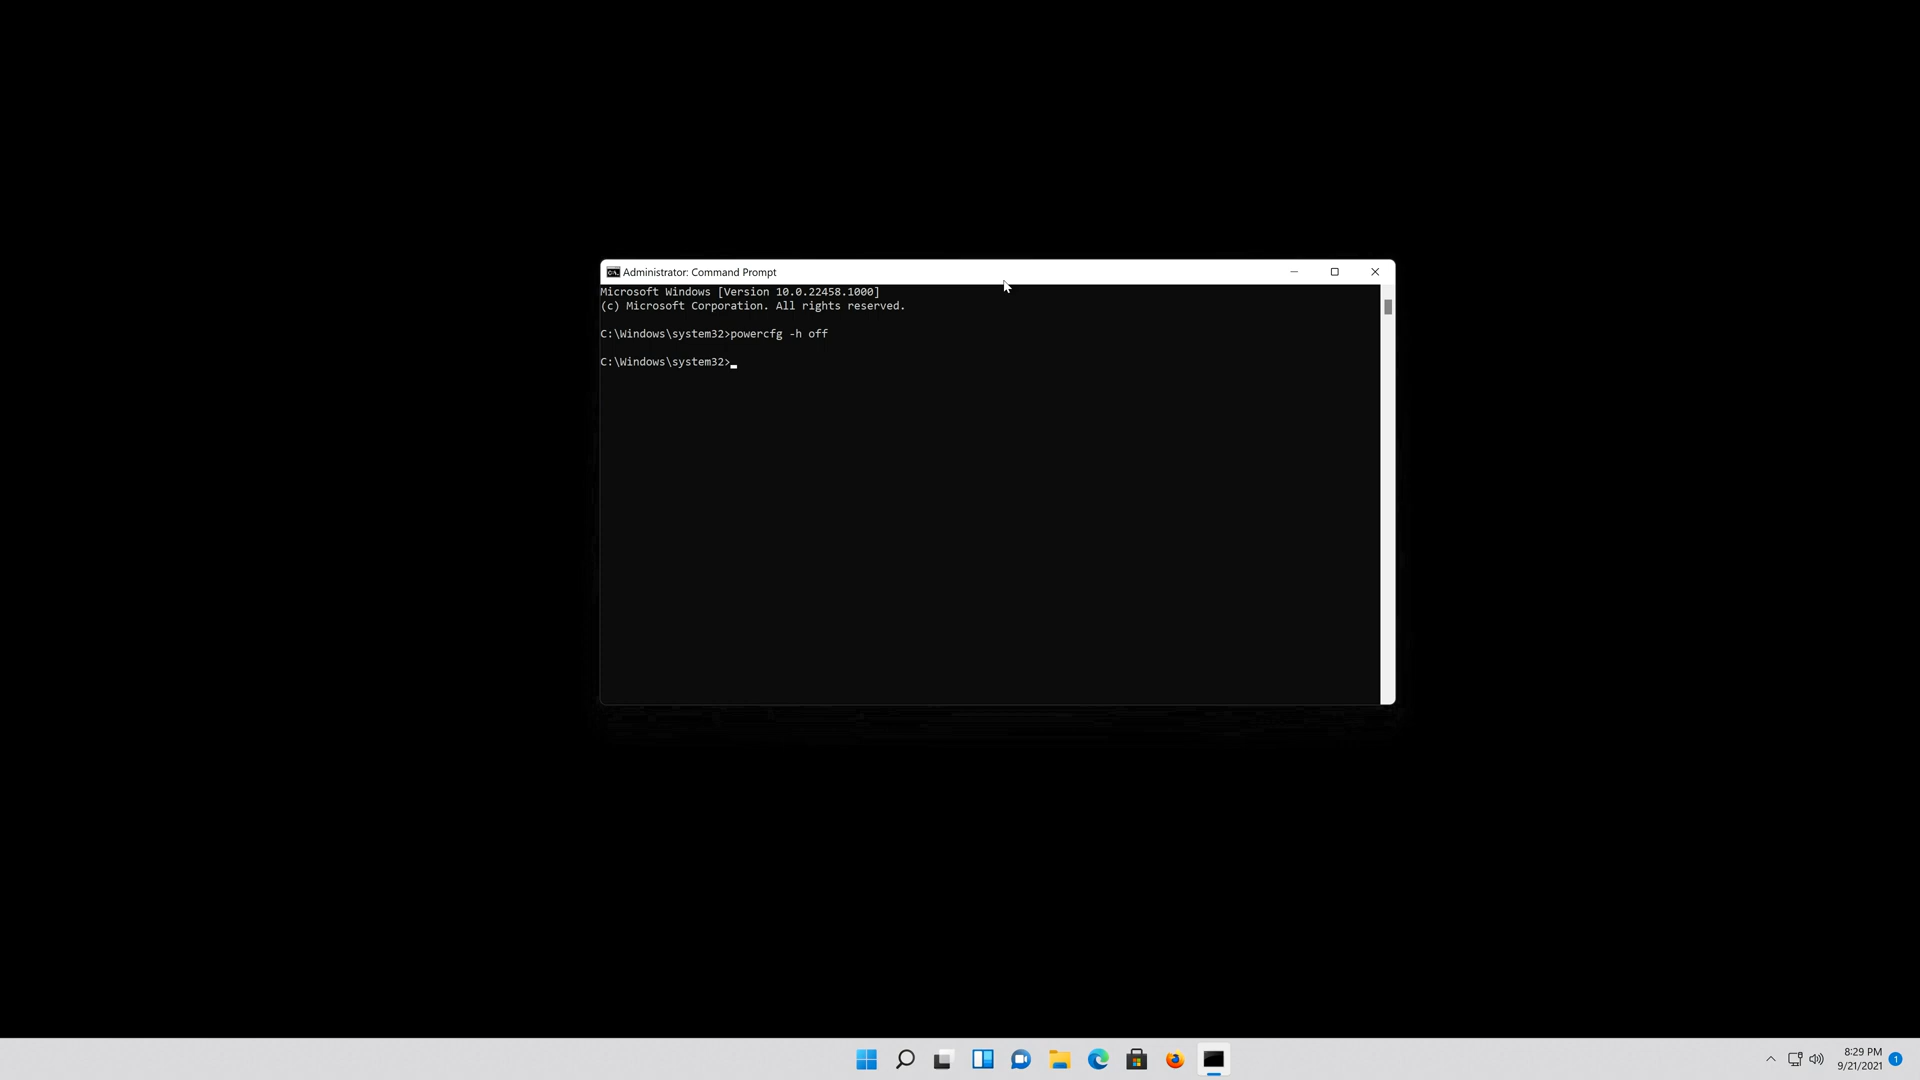 Administrator: Command Prompt
Microsoft Windows [Version 10.0.22458.1000]
(c) Microsoft Corporation. All rights reserved.
C:\Windows\system32>powercfg -h off
C:\Windows\system32>
8:29 PM
9/21/2021
1